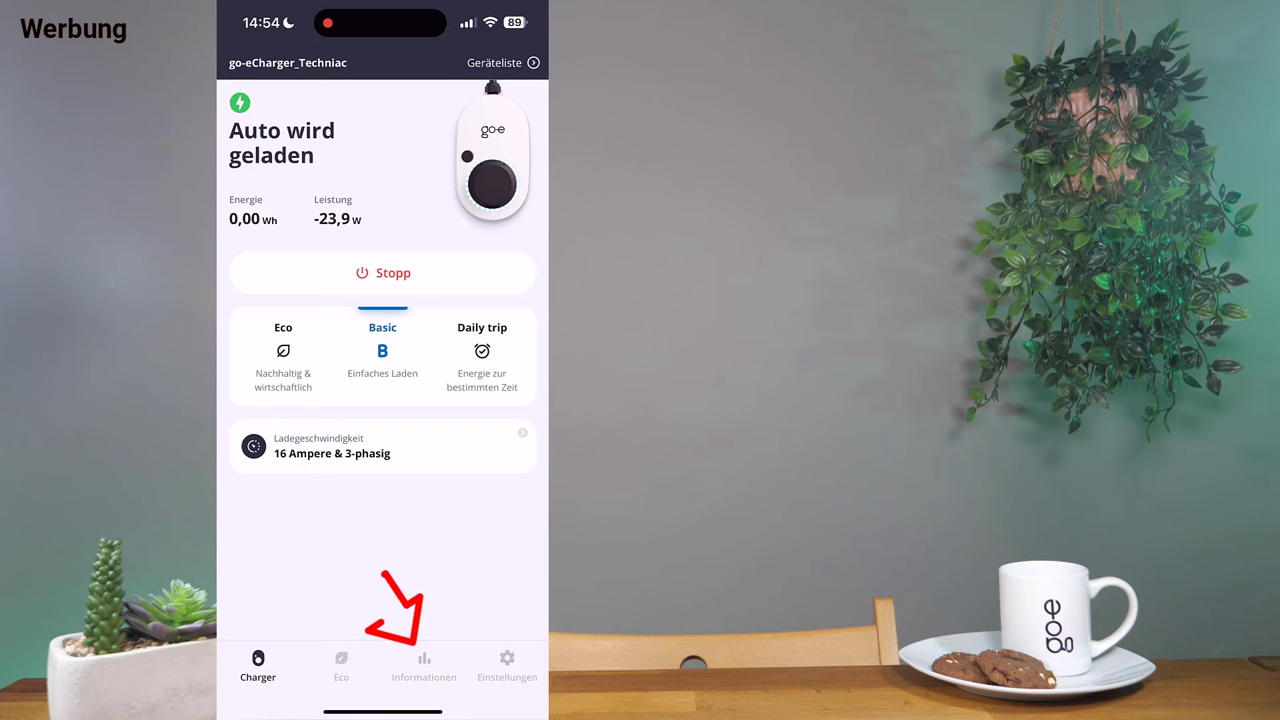 Werbung
14:54
89
go-eCharger_Techniac
Geräteliste
Auto wird
geladen
go-e
Energie
Leistung
0,00 Wh
-23,9 W
Stopp
Eco
Basic
Daily trip
B
Nachhaltig &
wirtschaftlich
Einfaches Laden
Energie zur
bestimmten Zeit
Ladegeschwindigkeit
16 Ampere & 3-phasig
Charger
Eco
Informationen
Einstellungen
go-e